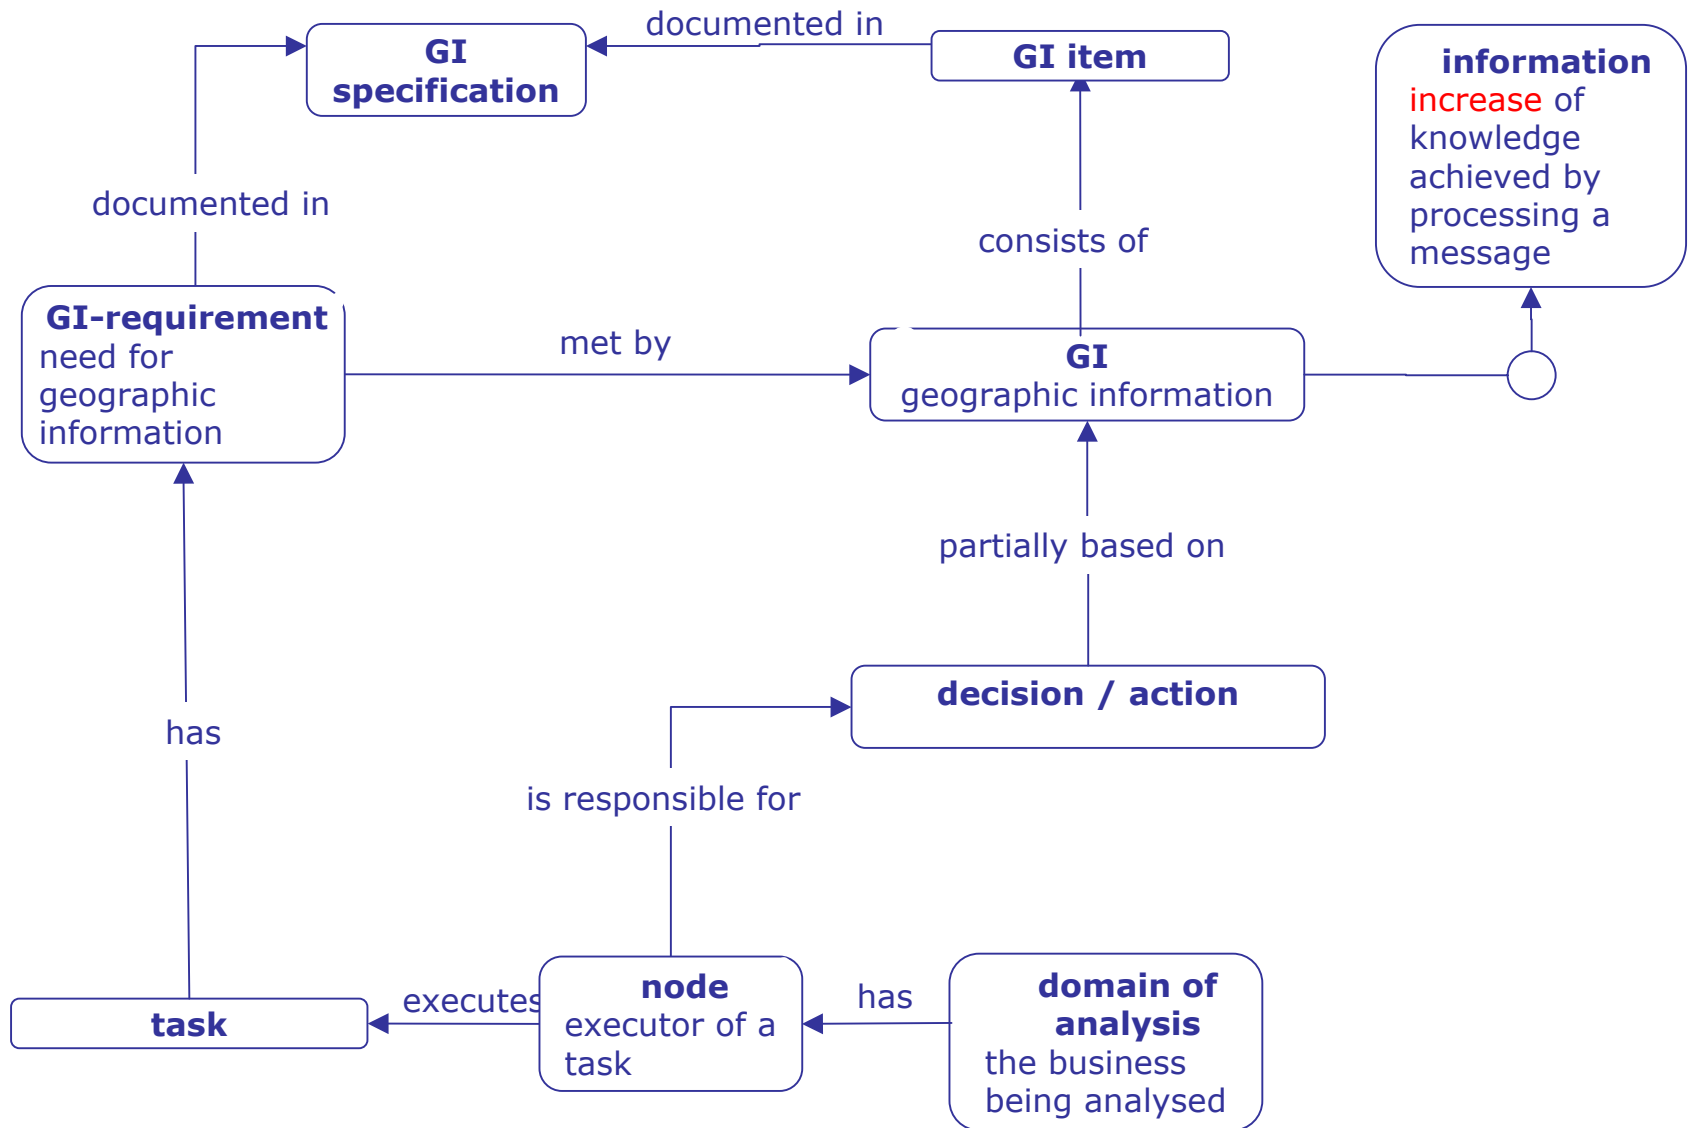 documented in
GI
specification
GI item
information
increase of
knowledge
achieved by
processing a
message
documented in
consists of
GI-requirement
need for
geographic
information
met by
GI
geographic information
partially based on
decision / action
has
is responsible for
task
executes
node
executor of a
task
has
domain of
analysis
the business
being analysed